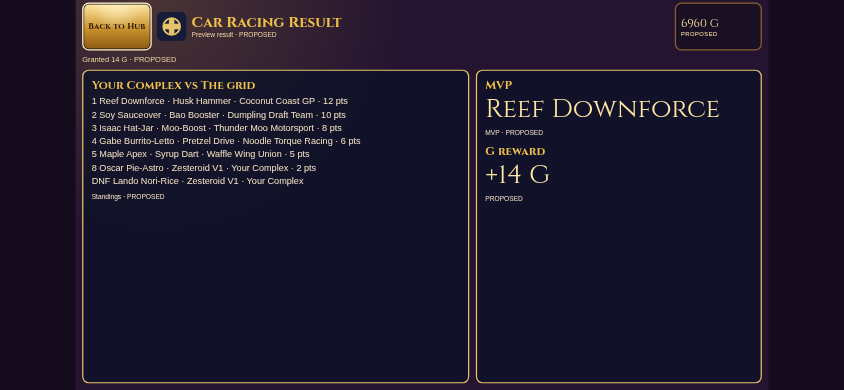 Back to Hub
Car Racing Result
Preview result · PROPOSED
6960 G
PROPOSED
Granted 14 G · PROPOSED
Your Complex vs The grid
1 Reef Downforce · Husk Hammer · Coconut Coast GP · 12 pts
2 Soy Sauceover · Bao Booster · Dumpling Draft Team · 10 pts
3 Isaac Hat-Jar · Moo-Boost · Thunder Moo Motorsport · 8 pts
4 Gabe Burrito-Letto · Pretzel Drive · Noodle Torque Racing · 6 pts
5 Maple Apex · Syrup Dart · Waffle Wing Union · 5 pts
8 Oscar Pie-Astro · Zesteroid V1 · Your Complex · 2 pts
DNF Lando Nori-Rice · Zesteroid V1 · Your Complex
Standings · PROPOSED
MVP
Reef Downforce
MVP · PROPOSED
G reward
+14 G
PROPOSED